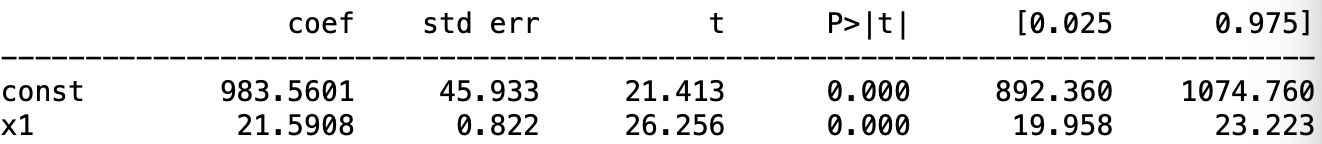 coef std err t P>|t| [0.025 0.975]
const 983.5601 45.933 21.413 0.000 892.360 1074.760
x1 21.5908 0.822 26.256 0.000 19.958 23.223